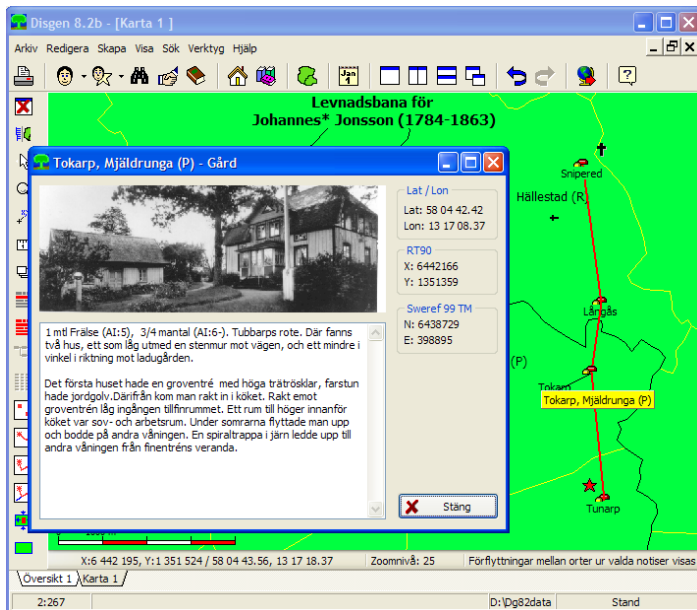 Disgen 8.2b - [Karta 1 ]
Arkiv Redigera Skapa Visa Sök Verktyg Hjälp
Jan
1
Levnadsbana för
Johannes* Jonsson (1784-1863)
Tokarp, Mjäldrunga (P) - Gård
Lat / Lon
Lat: 58 04 42.42
Lon: 13 17 08.37
RT90
X: 6442166
Y: 1351359
Sweref 99 TM
N: 6438729
E: 398895
1 mtl Frälse (AI:5), 3/4 mantal (AI:6-). Tubbarps rote. Där fanns
två hus, ett som låg utmed en stenmur mot vägen, och ett mindre i
vinkel i riktning mot ladugården.
Det första huset hade en groventré med höga trätrösklar, farstun
hade jordgolv.Därifrån kom man rakt in i köket. Rakt emot
groventrén låg ingången tillfinrummet. Ett rum till höger innanför
köket var sov- och arbetsrum. Under somrarna flyttade man upp
och bodde på andra våningen. En spiraltrappa i järn ledde upp till
andra våningen från finentréns veranda.
Stäng
Snipered
Hällestad (R)
Långås
(P)
Tokarp
Tokarp, Mjäldrunga (P)
Tunarp
X:6 442 195, Y:1 351 524 / 58 04 43.56, 13 17 18.37 Zoomnivå: 25 Förflyttningar mellan orter ur valda notiser visas
Översikt 1 Karta 1
2:267 D:\Dg82data Stand